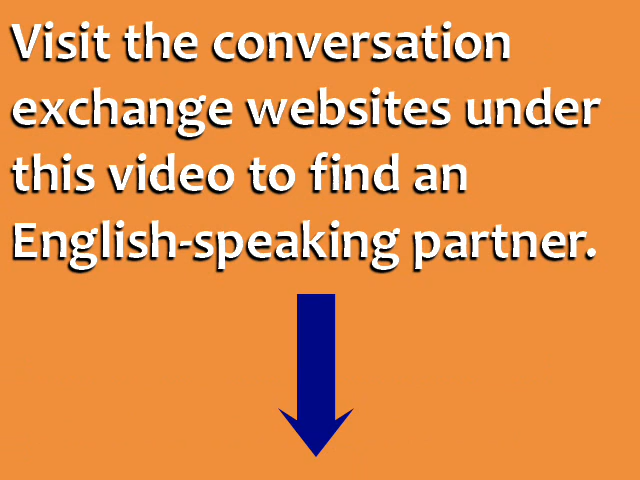 Visit the conversation
exchange websites under
this video to find an
English-speaking partner.